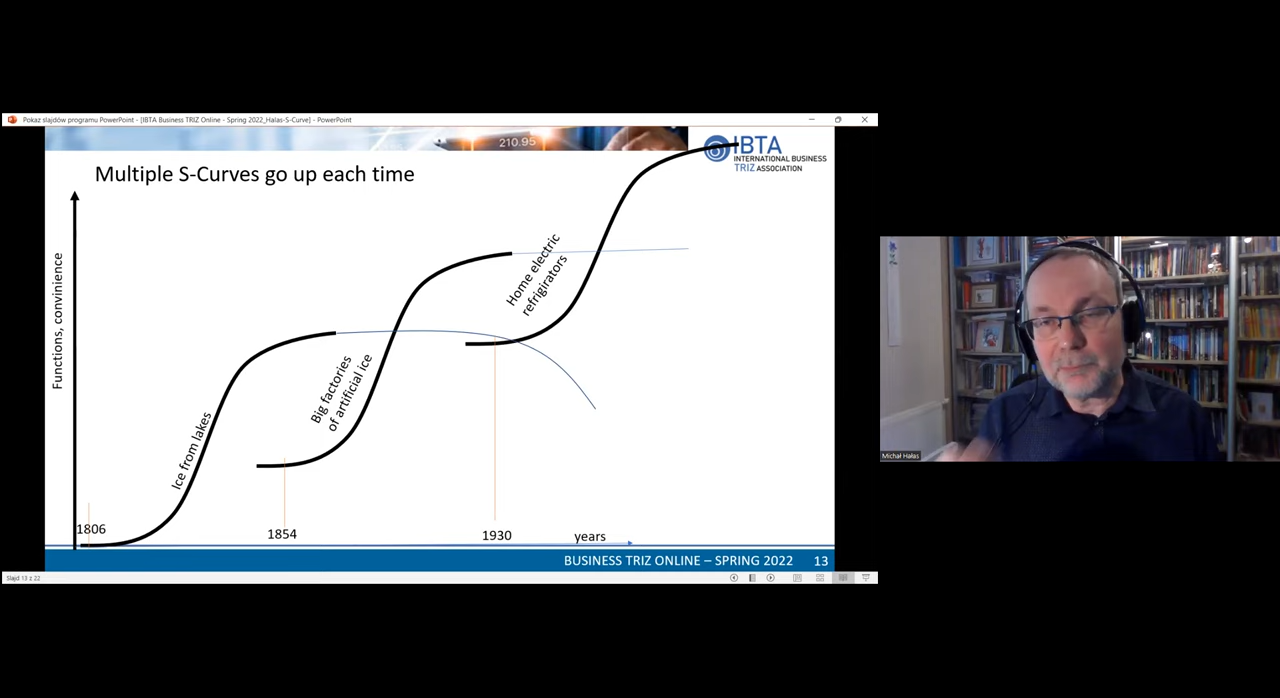 Pokaz slajdów programu PowerPoint - [IBTA Business TRIZ Online - Spring 2022_Halas-S-Curve] - PowerPoint
210.95
IBTA
INTERNATIONAL BUSINESS
TRIZ ASSOCIATION
Multiple S-Curves go up each time
Functions, convinience
Ice from lakes
Big factories
of artificial ice
Home electric
refrigirators
1806
1854
1930
years
BUSINESS TRIZ ONLINE – SPRING 2022
13
Slajd 13 z 22
Michał Hałas